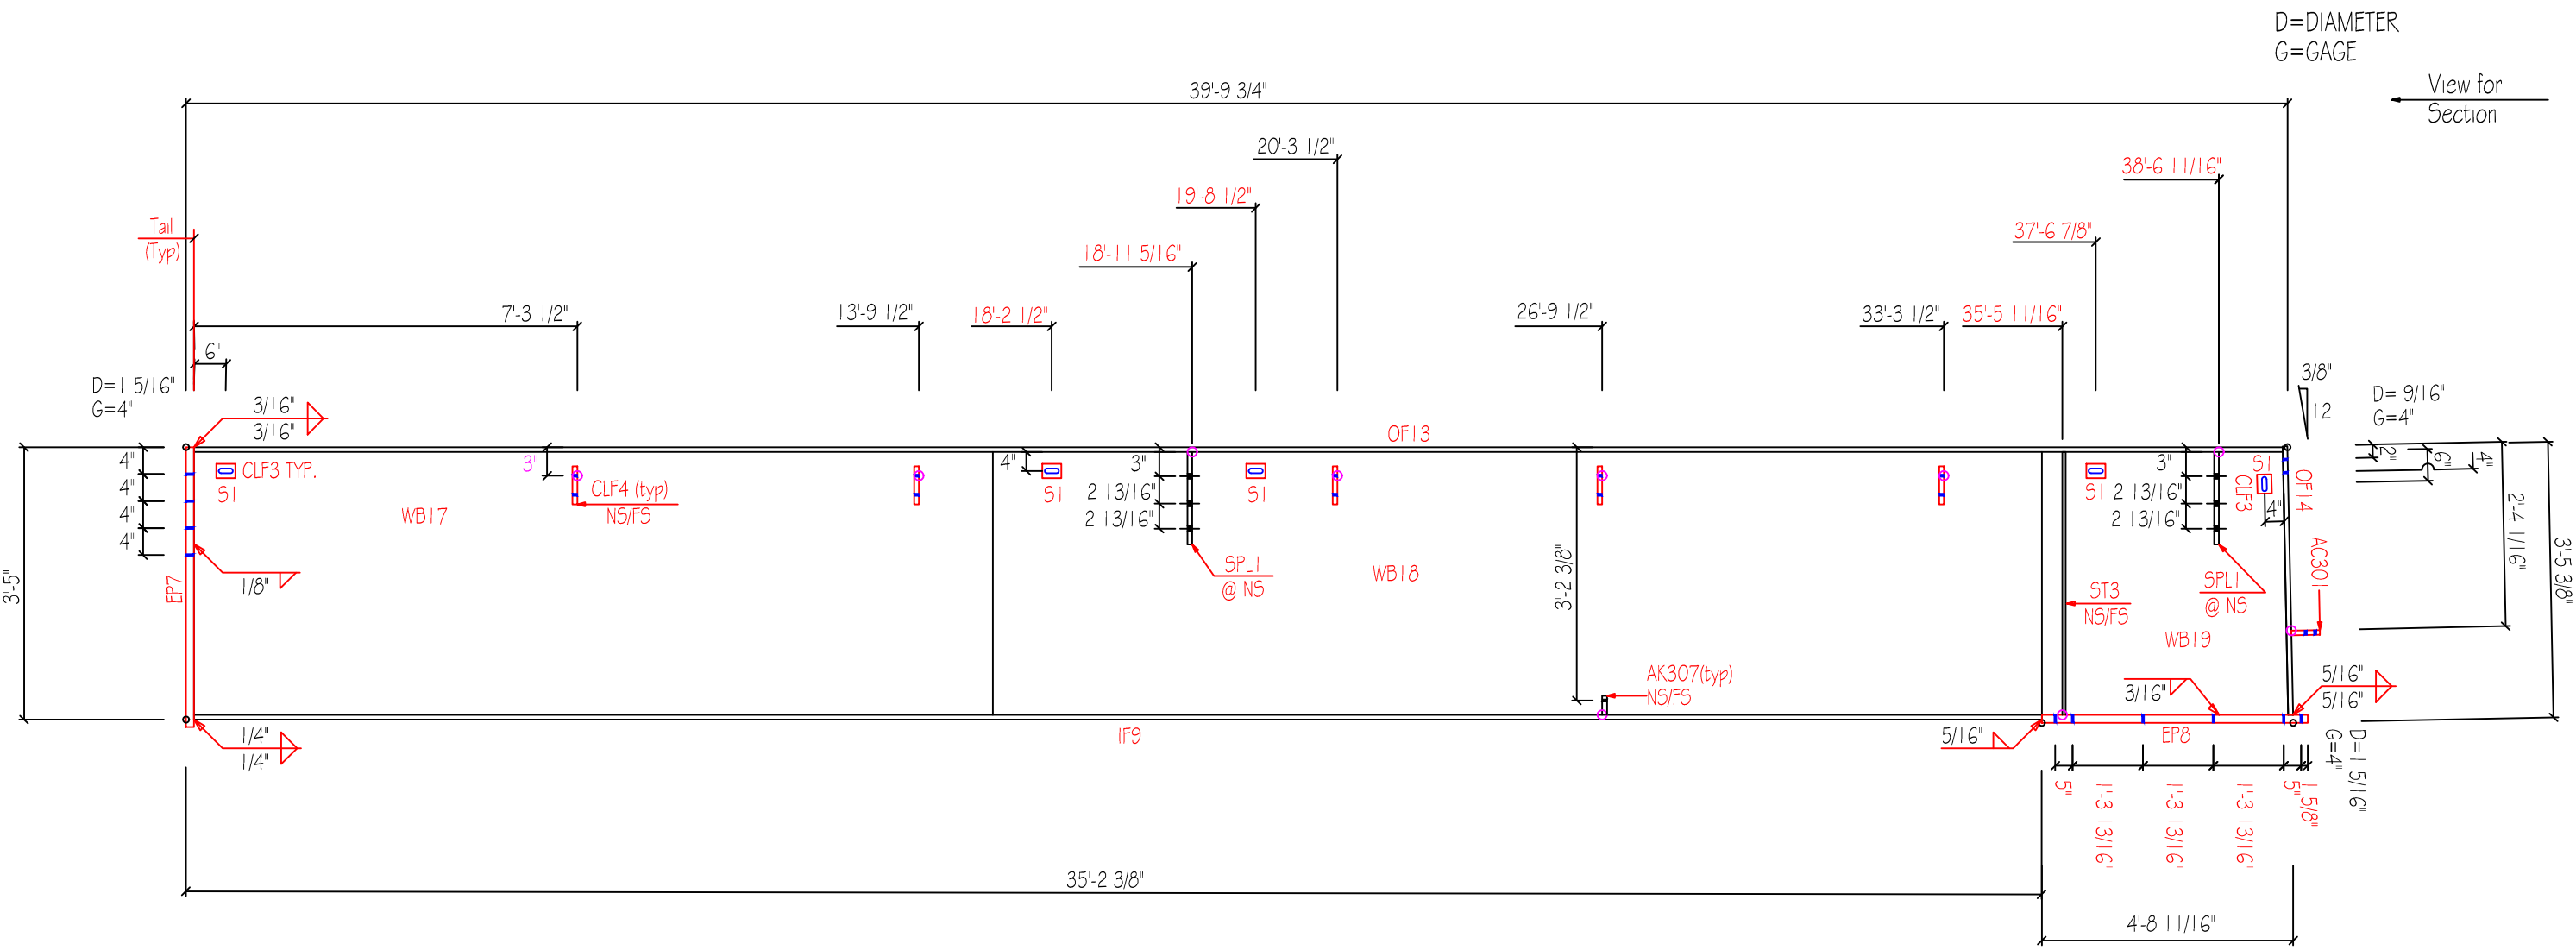 D=DIAMETER
G=GAGE
View for
Section
39'-9 3/4"
20'-3 1/2"
38'-6 11/16"
19'-8 1/2"
37'-6 7/8"
Tail
(Typ)
18'-11 5/16"
7'-3 1/2"
13'-9 1/2"
18'-2 1/2"
26'-9 1/2"
33'-3 1/2"
35'-5 11/16"
6"
3/8"
12
D=1 5/16"
G=4"
D= 9/16"
G=4"
3/16"
3/16"
OF13
4"
4"
4"
4"
CLF3 TYP.
S1
3"
CLF4 (typ)
NS/FS
WB17
4"
S1
3"
2 13/16"
2 13/16"
S1
3"
2 13/16"
2 13/16"
S1
S1
CLF3
4"
OF14
2"
6"
4"
2'-4 1/16"
3'-5 3/8"
3'-5"
EP7
1/8"
SPL1
@ NS
WB18
3'-2 3/8"
ST3
NS/FS
SPL1
@ NS
AC301
WB19
AK307(typ)
NS/FS
3/16"
5/16"
5/16"
1/4"
1/4"
IF9
5/16"
EP8
D=1 5/16"
G=4"
5"
1'-3 13/16"
1'-3 13/16"
1'-3 13/16"
5"
1 5/8"
35'-2 3/8"
4'-8 11/16"